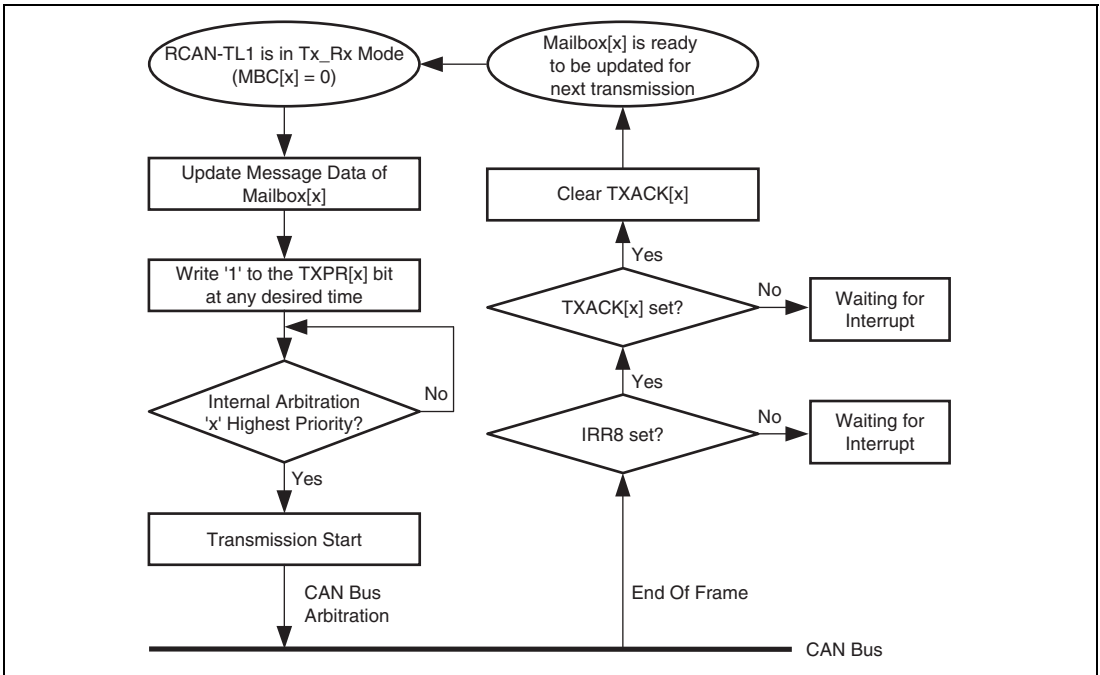 RCAN-TL1 is in Tx_Rx Mode
(MBC[x] = 0)
Update Message Data of
Mailbox[x]
Write '1' to the TXPR[x] bit
at any desired time
Internal Arbitration
'x' Highest Priority?
No
Yes
Transmission Start
CAN Bus
Arbitration
Mailbox[x] is ready
to be updated for
next transmission
Clear TXACK[x]
Yes
TXACK[x] set?
No
Waiting for
Interrupt
Yes
IRR8 set?
No
Waiting for
Interrupt
End Of Frame
CAN Bus